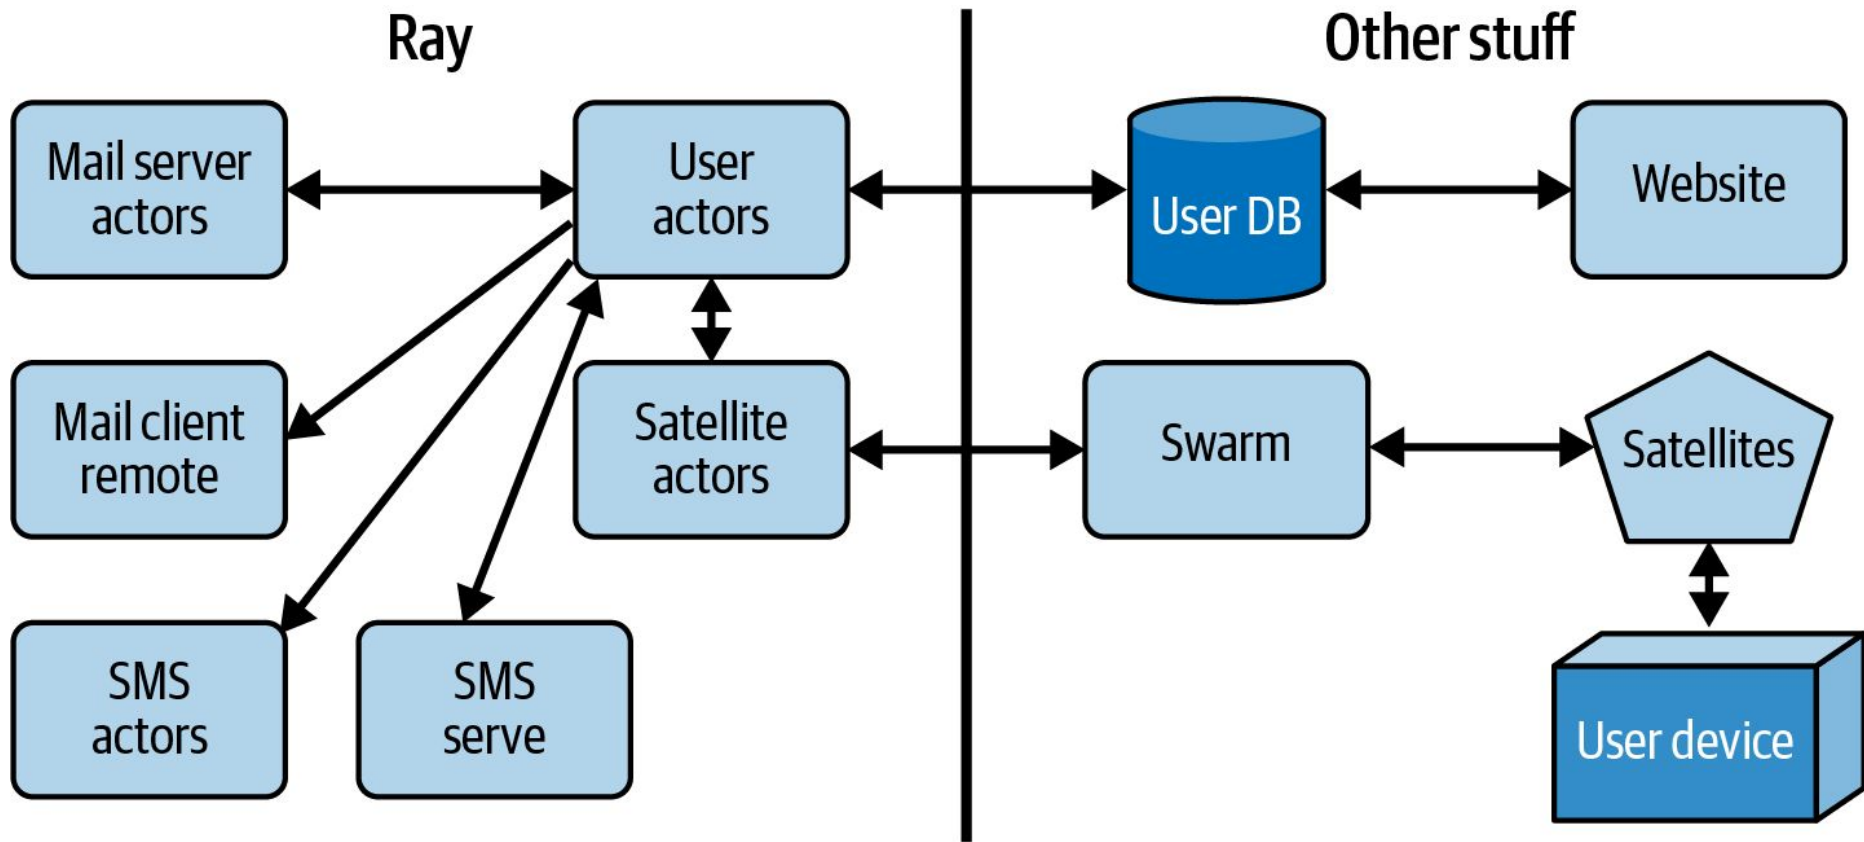 Ray
Other stuff
Mail server
actors
User
actors
User DB
Website
Mail client
remote
Satellite
actors
Swarm
Satellites
SMS
actors
SMS
serve
User device